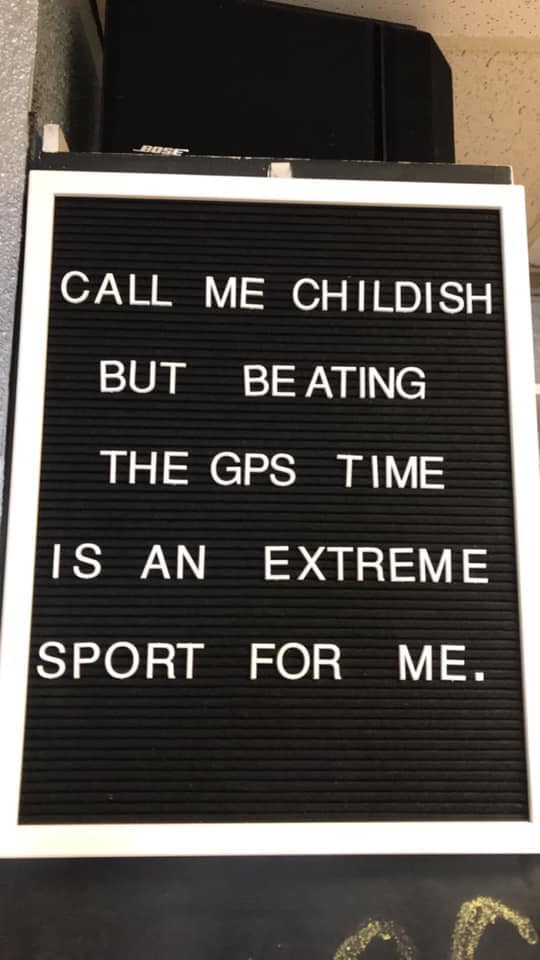 BOSE
CALL ME CHILDISH
BUT BEATING
THE GPS TIME
IS AN EXTREME
SPORT FOR ME.